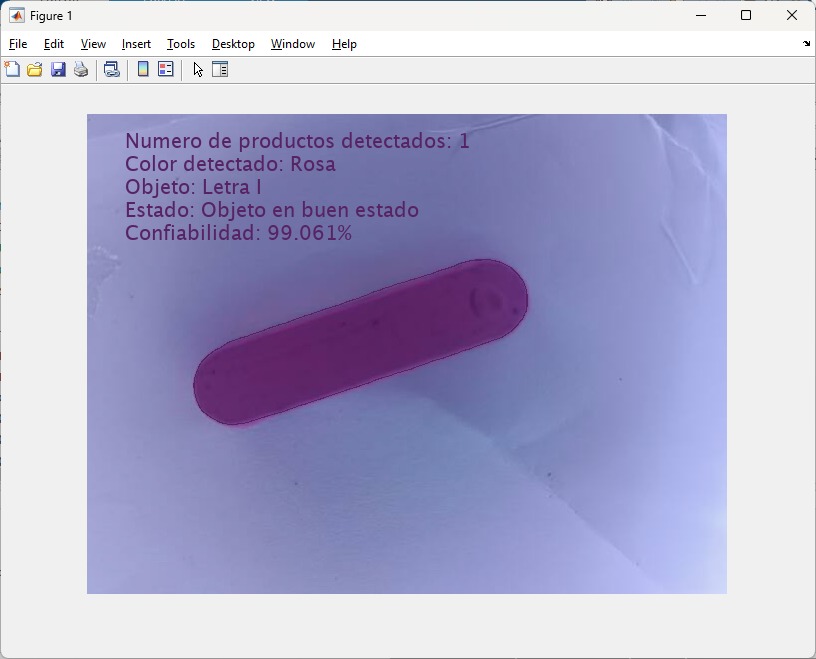 Figure 1
File Edit View Insert Tools Desktop Window Help
Numero de productos detectados: 1
Color detectado: Rosa
Objeto: Letra I
Estado: Objeto en buen estado
Confiabilidad: 99.061%